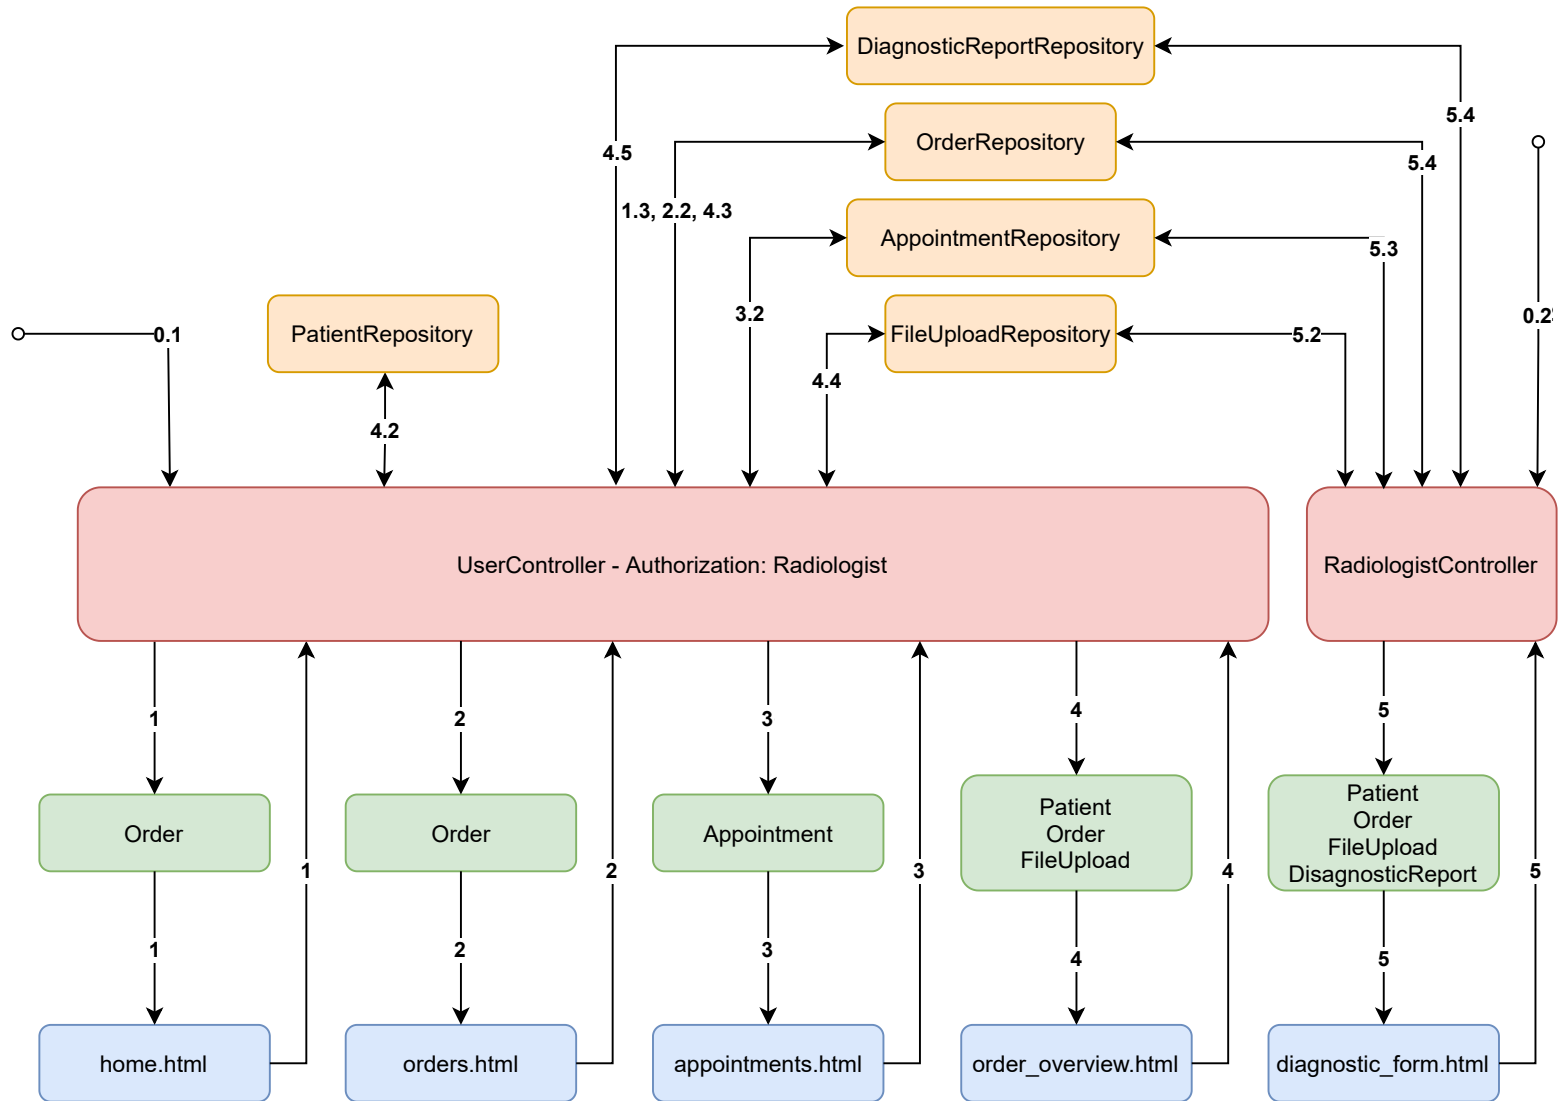 DiagnosticReportRepository
5.4
OrderRepository
4.5
5.4
1.3, 2.2, 4.3
AppointmentRepository
5.3
3.2
0.1
PatientRepository
FileUploadRepository
5.2
0.2
4.4
4.2
UserController - Authorization: Radiologist
RadiologistController
1
2
3
4
5
Order
Order
Appointment
Patient
Order
FileUpload
Patient
Order
FileUpload
DisagnosticReport
1
2
3
4
5
1
2
3
4
5
home.html
orders.html
appointments.html
order_overview.html
diagnostic_form.html